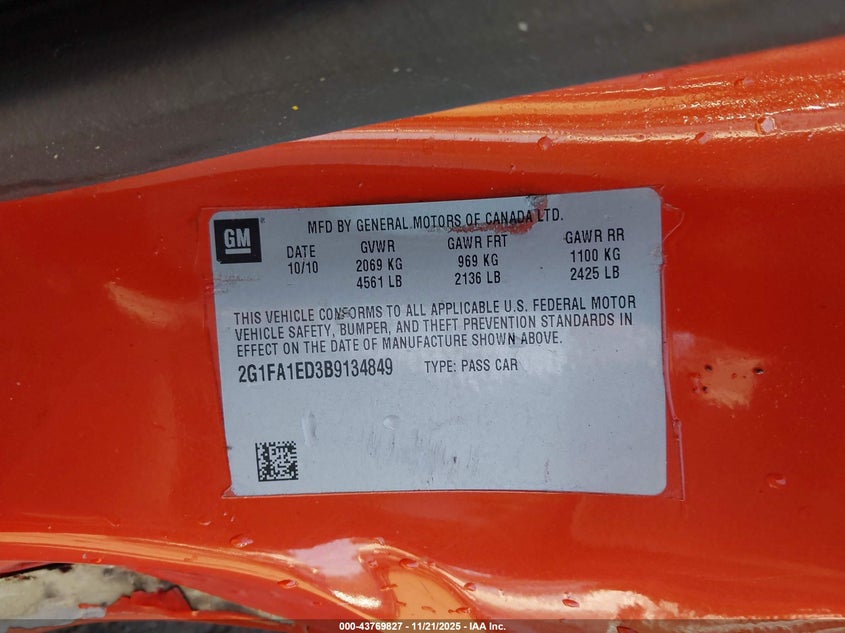 GM
MFD BY GENERAL MOTORS OF CANADA LTD.
DATE GVWR GAWR FRT GAWR RR
10/10 2069 KG 969 KG 1100 KG
4561 LB 2136 LB 2425 LB
THIS VEHICLE CONFORMS TO ALL APPLICABLE U.S. FEDERAL MOTOR
VEHICLE SAFETY, BUMPER, AND THEFT PREVENTION STANDARDS IN
EFFECT ON THE DATE OF MANUFACTURE SHOWN ABOVE.
2G1FA1ED3B9134849 TYPE: PASS CAR
000-43769827 - 11/21/2025 - IAA Inc.